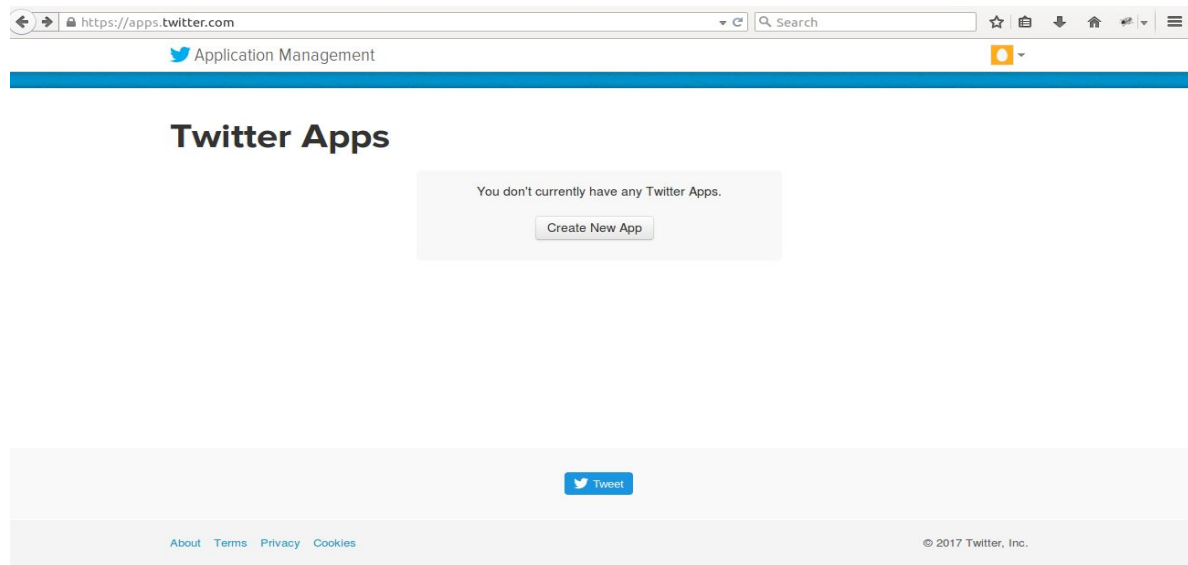 https://apps.twitter.com Search
Application Management
Twitter Apps
You don't currently have any Twitter Apps.
Create New App
Tweet
About Terms Privacy Cookies © 2017 Twitter, Inc.